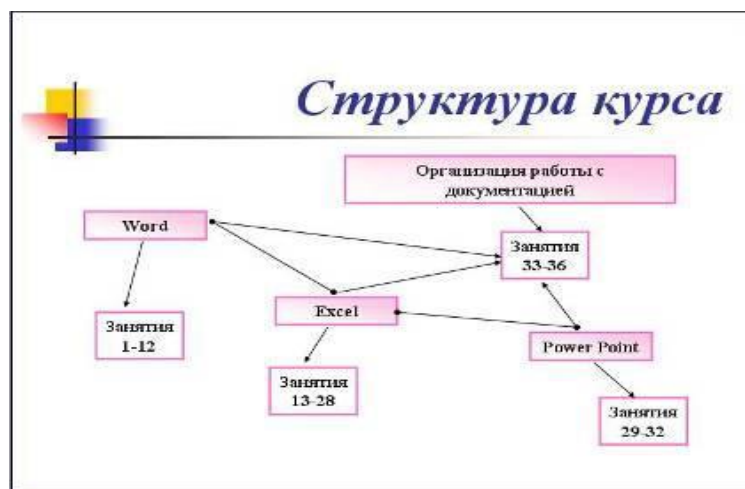 Структура курса
Организация работы с
документацией
Word
Занятия
33-36
Excel
Занятия
1-12
Power Point
Занятия
13-28
Занятия
29-32